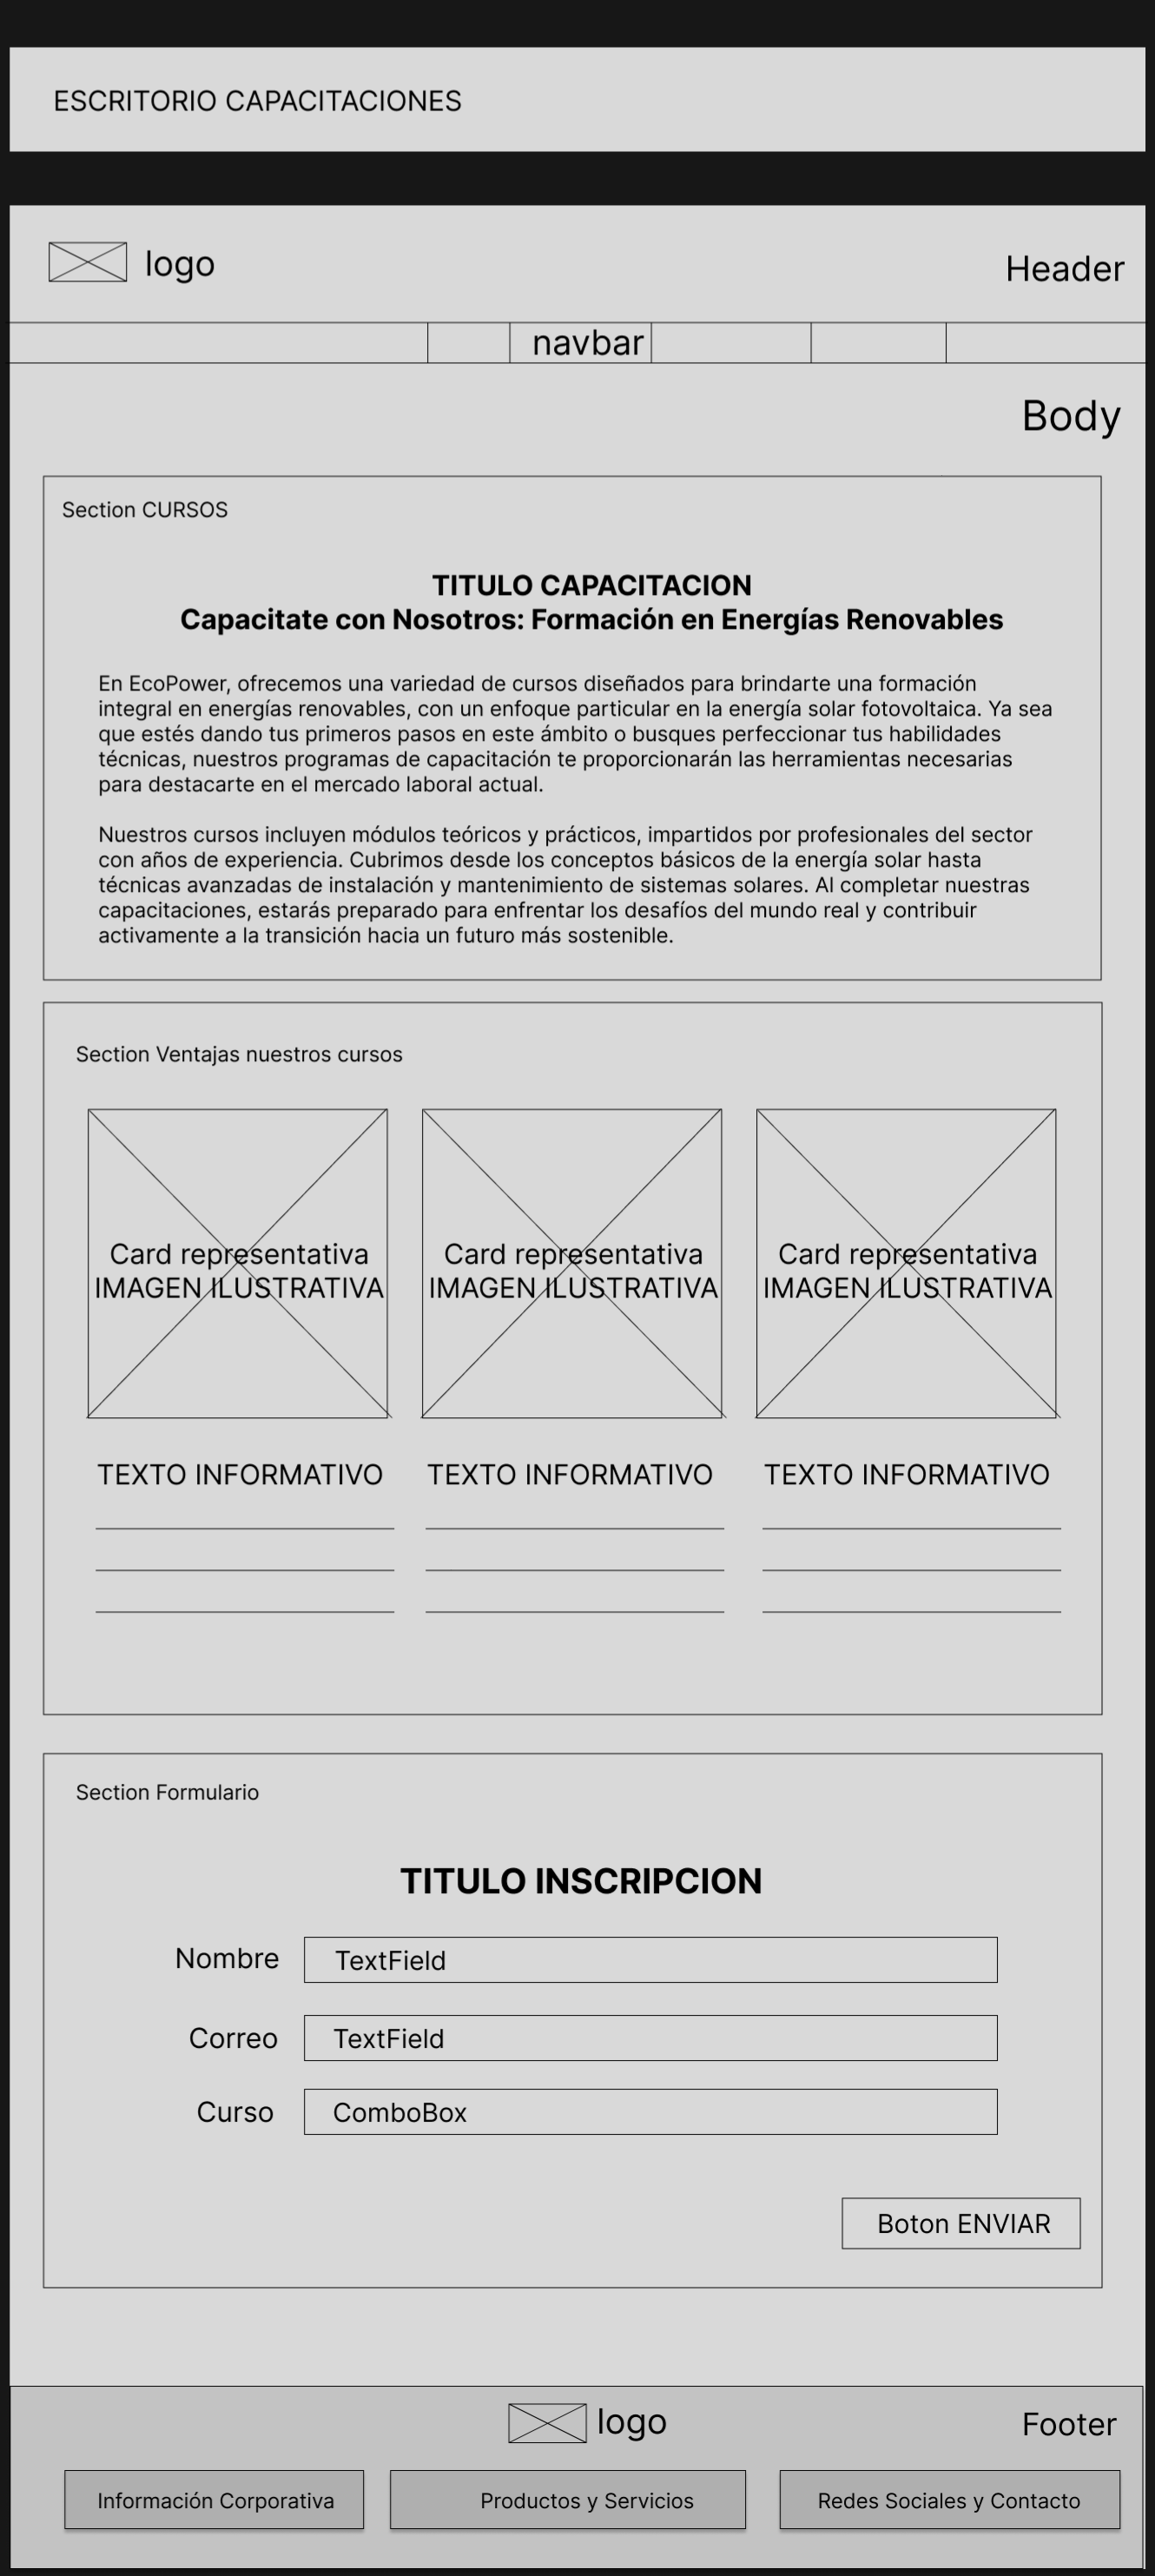 ESCRITORIO CAPACITACIONES
logo
Header
navbar
Body
Section CURSOS
TITULO CAPACITACION
Capacitate con Nosotros: Formación en Energías Renovables
En EcoPower, ofrecemos una variedad de cursos diseñados para brindarte una formación
integral en energías renovables, con un enfoque particular en la energía solar fotovoltaica. Ya sea
que estés dando tus primeros pasos en este ámbito o busques perfeccionar tus habilidades
técnicas, nuestros programas de capacitación te proporcionarán las herramientas necesarias
para destacarte en el mercado laboral actual.
Nuestros cursos incluyen módulos teóricos y prácticos, impartidos por profesionales del sector
con años de experiencia. Cubrimos desde los conceptos básicos de la energía solar hasta
técnicas avanzadas de instalación y mantenimiento de sistemas solares. Al completar nuestras
capacitaciones, estarás preparado para enfrentar los desafíos del mundo real y contribuir
activamente a la transición hacia un futuro más sostenible.
Section Ventajas nuestros cursos
Card representativa
IMAGEN ILUSTRATIVA
Card representativa
IMAGEN ILUSTRATIVA
Card representativa
IMAGEN ILUSTRATIVA
TEXTO INFORMATIVO
TEXTO INFORMATIVO
TEXTO INFORMATIVO
Section Formulario
TITULO INSCRIPCION
Nombre
TextField
Correo
TextField
Curso
ComboBox
Boton ENVIAR
logo
Footer
Información Corporativa
Productos y Servicios
Redes Sociales y Contacto